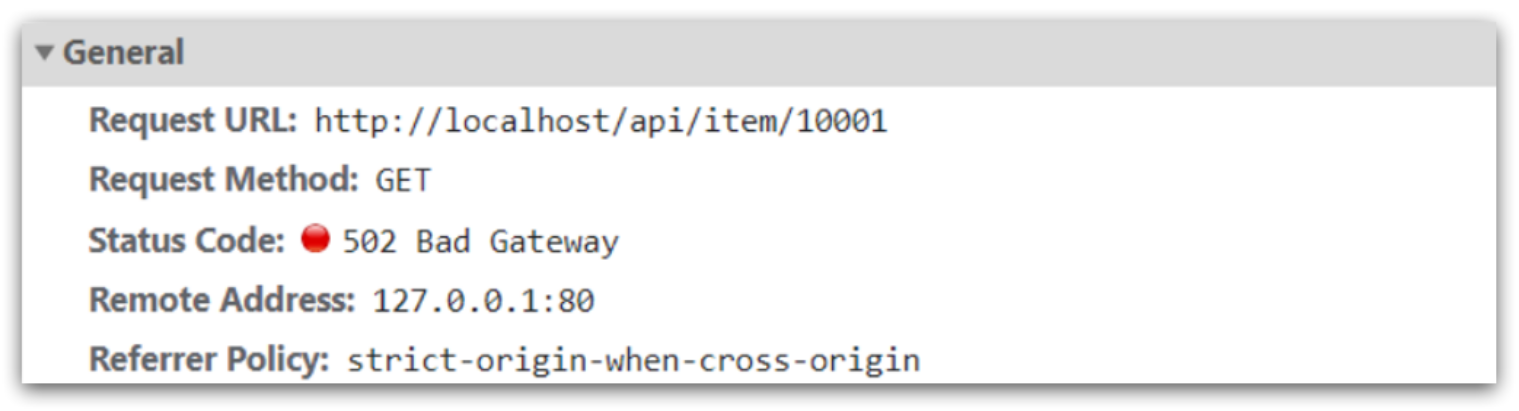 General
Request URL: http://localhost/api/item/10001
Request Method: GET
Status Code: 502 Bad Gateway
Remote Address: 127.0.0.1:80
Referrer Policy: strict-origin-when-cross-origin